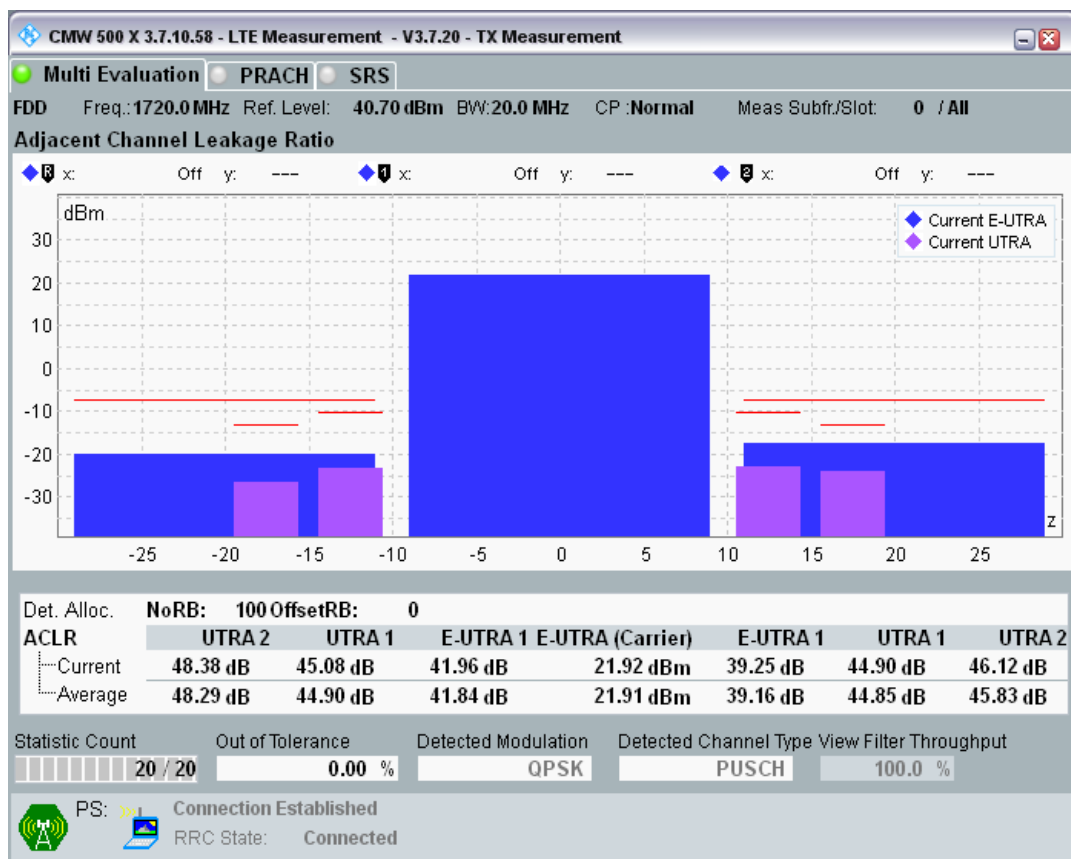 CMW 500 X 3.7.10.58 - LTE Measurement - V3.7.20 - TX Measurement
Multi Evaluation PRACH SRS
FDD Freq.: 1720.0 MHz Ref. Level: 40.70 dBm BW: 20.0 MHz CP : Normal Meas Subfr./Slot: 0 / All
Adjacent Channel Leakage Ratio
R x: Off y: --- 1 x: Off y: --- 2 x: Off y: ---
dBm
Current E-UTRA
Current UTRA
30
20
10
0
-10
-20
-30
z
-25 -20 -15 -10 -5 0 5 10 15 20 25
Det. Alloc. NoRB: 100 OffsetRB: 0
ACLR UTRA 2 UTRA 1 E-UTRA 1 E-UTRA (Carrier) E-UTRA 1 UTRA 1 UTRA 2
Current 48.38 dB 45.08 dB 41.96 dB 21.92 dBm 39.25 dB 44.90 dB 46.12 dB
Average 48.29 dB 44.90 dB 41.84 dB 21.91 dBm 39.16 dB 44.85 dB 45.83 dB
Statistic Count Out of Tolerance Detected Modulation Detected Channel Type View Filter Throughput
20 / 20 0.00 % QPSK PUSCH 100.0 %
PS: Connection Established
RRC State: Connected